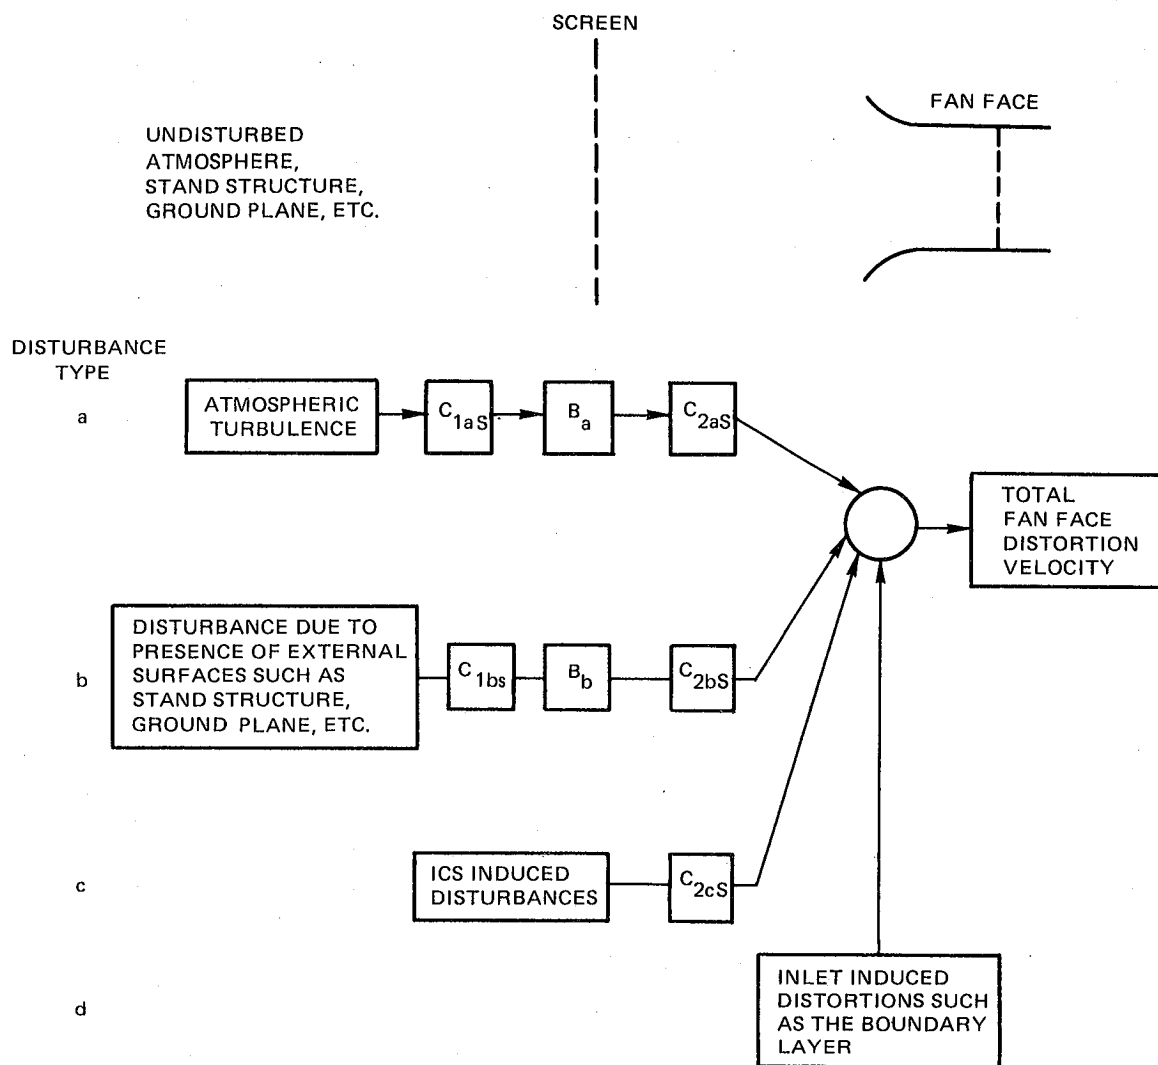 SCREEN
FAN FACE
UNDISTURBED
ATMOSPHERE,
STAND STRUCTURE,
GROUND PLANE, ETC.
DISTURBANCE
TYPE
a
ATMOSPHERIC
TURBULENCE
C1aS
Ba
C2aS
TOTAL
FAN FACE
DISTORTION
VELOCITY
b
DISTURBANCE DUE TO
PRESENCE OF EXTERNAL
SURFACES SUCH AS
STAND STRUCTURE,
GROUND PLANE, ETC.
C1bs
Bb
C2bS
c
ICS INDUCED
DISTURBANCES
C2cS
d
INLET INDUCED
DISTORTIONS SUCH
AS THE BOUNDARY
LAYER